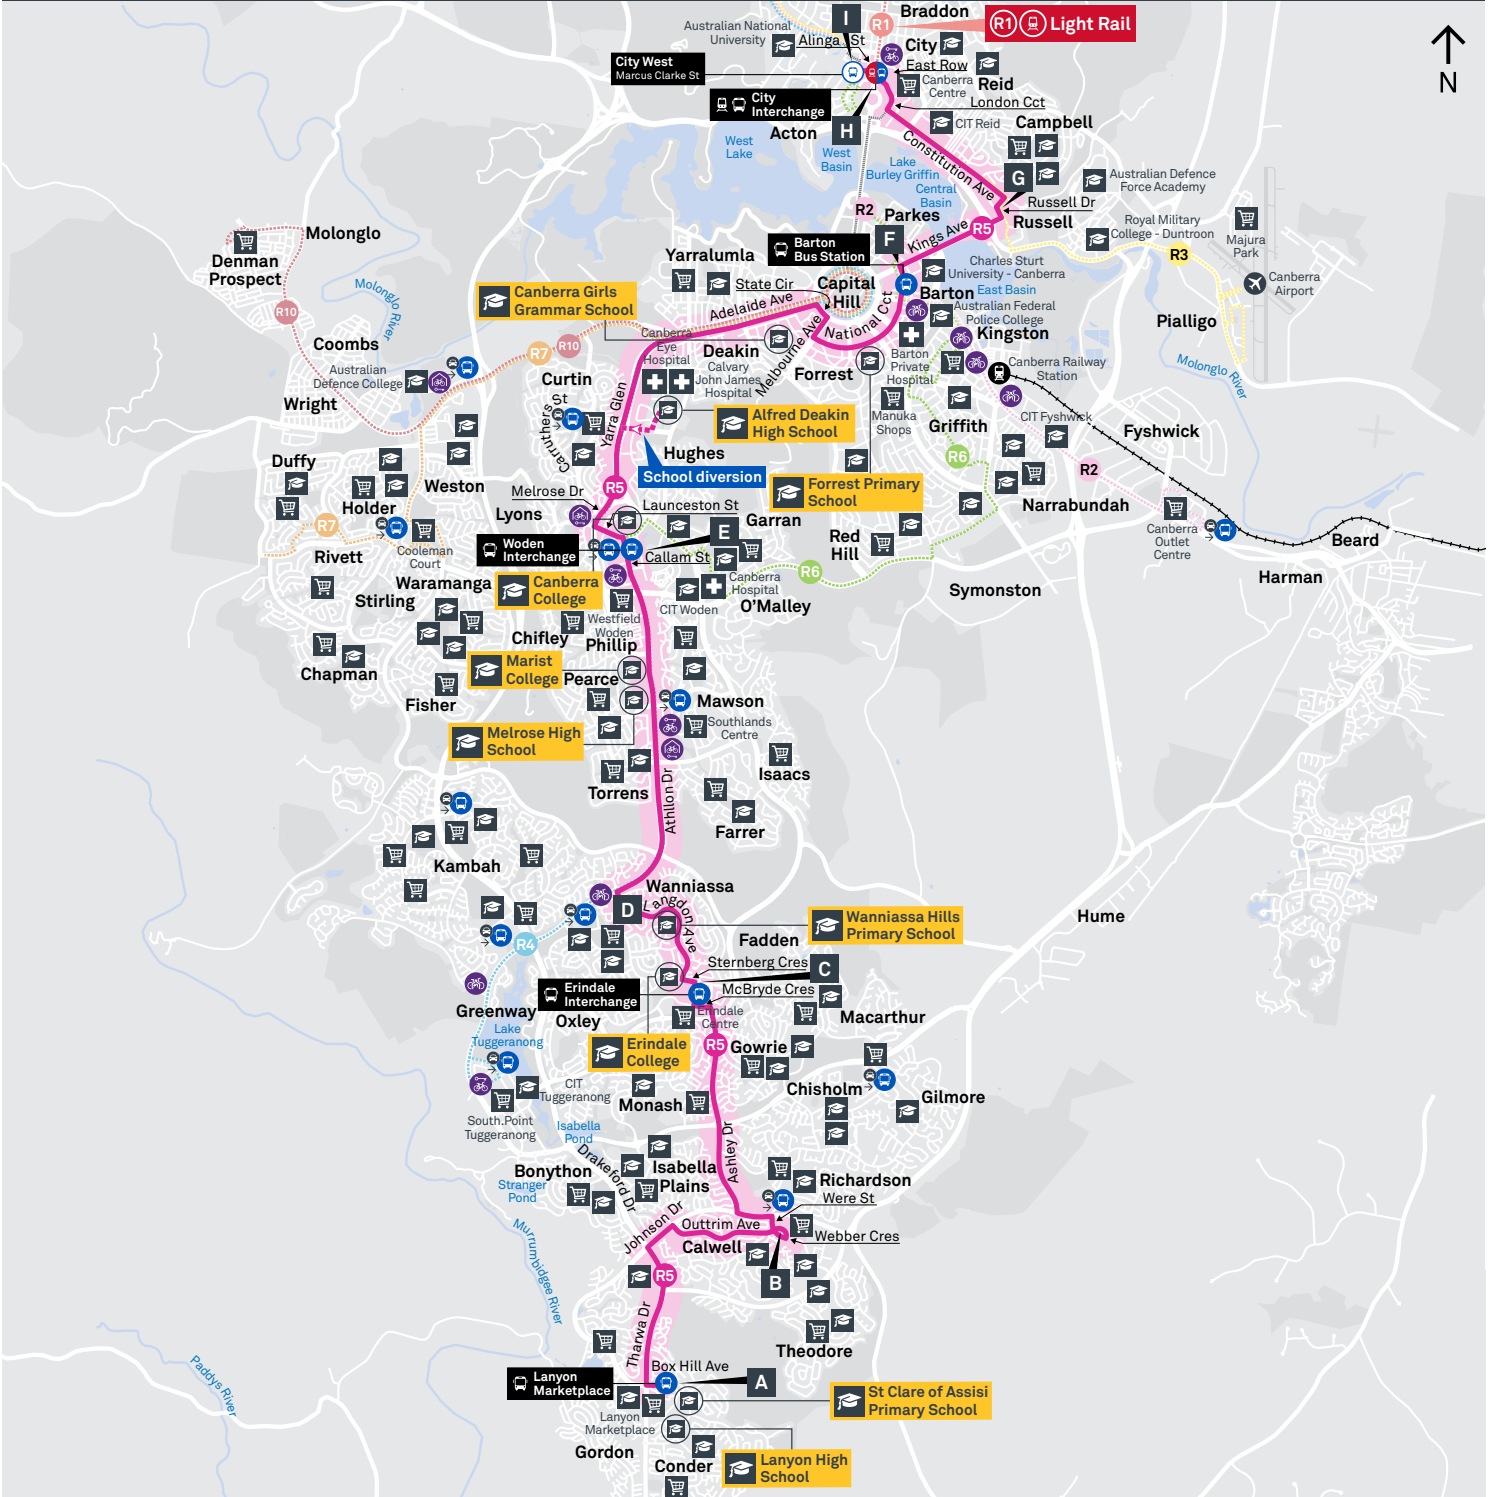 I
R1
Braddon
R1 Light Rail
Australian National
University
Alinga St
City
East Row
City West
Marcus Clarke St
Canberra
Centre
Reid
City
Interchange
London Cct
N
Acton
H
CIT Reid
Campbell
West
Lake
West
Basin
Constitution Ave
Lake
Burley Griffin
Central
Basin
G
Australian Defence
Force Academy
Russell Dr
R2
Parkes
Russell
Royal Military
College - Duntroon
Majura
Park
R5
Kings Ave
F
Barton
Bus Station
R3
Molonglo
Denman
Prospect
Yarralumla
Charles Sturt
University - Canberra
East Basin
State Cir
Capital
Hill
Barton
Canberra
Airport
Molonglo
River
Canberra Girls
Grammar School
Adelaide Ave
National Cct
Australian Federal
Police College
Kingston
Pialligo
R10
Coombs
R7
R10
Canberra
Eye
Hospital
Deakin
Melbourne Ave
Forrest
Barton
Private
Hospital
Canberra Railway
Station
Molonglo River
Australian
Defence College
Curtin
Calvary
John James
Hospital
Wright
Carruthers St
Yarra Glen
Alfred Deakin
High School
Manuka
Shops
Griffith
CIT Fyshwick
Fyshwick
Hughes
School diversion
R6
R2
Duffy
Weston
Holder
Melrose Dr
R5
Forrest Primary
School
Launceston St
Narrabundah
Lyons
E
Garran
Red
Hill
R7
Cooleman
Court
Woden
Interchange
Callam St
Canberra
Outlet
Centre
Beard
Rivett
Waramanga
Canberra
College
Canberra
Hospital
R6
Harman
Stirling
CIT Woden
O'Malley
Symonston
Westfield
Woden
Chifley
Phillip
Chapman
Marist
College
Pearce
Fisher
Mawson
Southlands
Centre
Melrose High
School
Isaacs
Torrens
Athllon Dr
Farrer
Kambah
Wanniassa
D
Langdon Ave
Wanniassa Hills
Primary School
Hume
R4
Fadden
Sternberg Cres
C
Erindale
Interchange
McBryde Cres
Greenway
Oxley
Erindale
Centre
Macarthur
Lake
Tuggeranong
Erindale
College
R5
Gowrie
CIT
Tuggeranong
Chisholm
Gilmore
Monash
South.Point
Tuggeranong
Isabella
Pond
Ashley Dr
Drakeford Dr
Bonython
Isabella
Plains
Stranger
Pond
Richardson
Were St
Johnson Dr
Outtrim Ave
Calwell
Webber Cres
Murrumbidgee River
R5
B
Tharwa Dr
Theodore
Paddys River
Box Hill Ave
Lanyon
Marketplace
A
St Clare of Assisi
Primary School
Lanyon
Marketplace
Gordon
Conder
Lanyon High
School